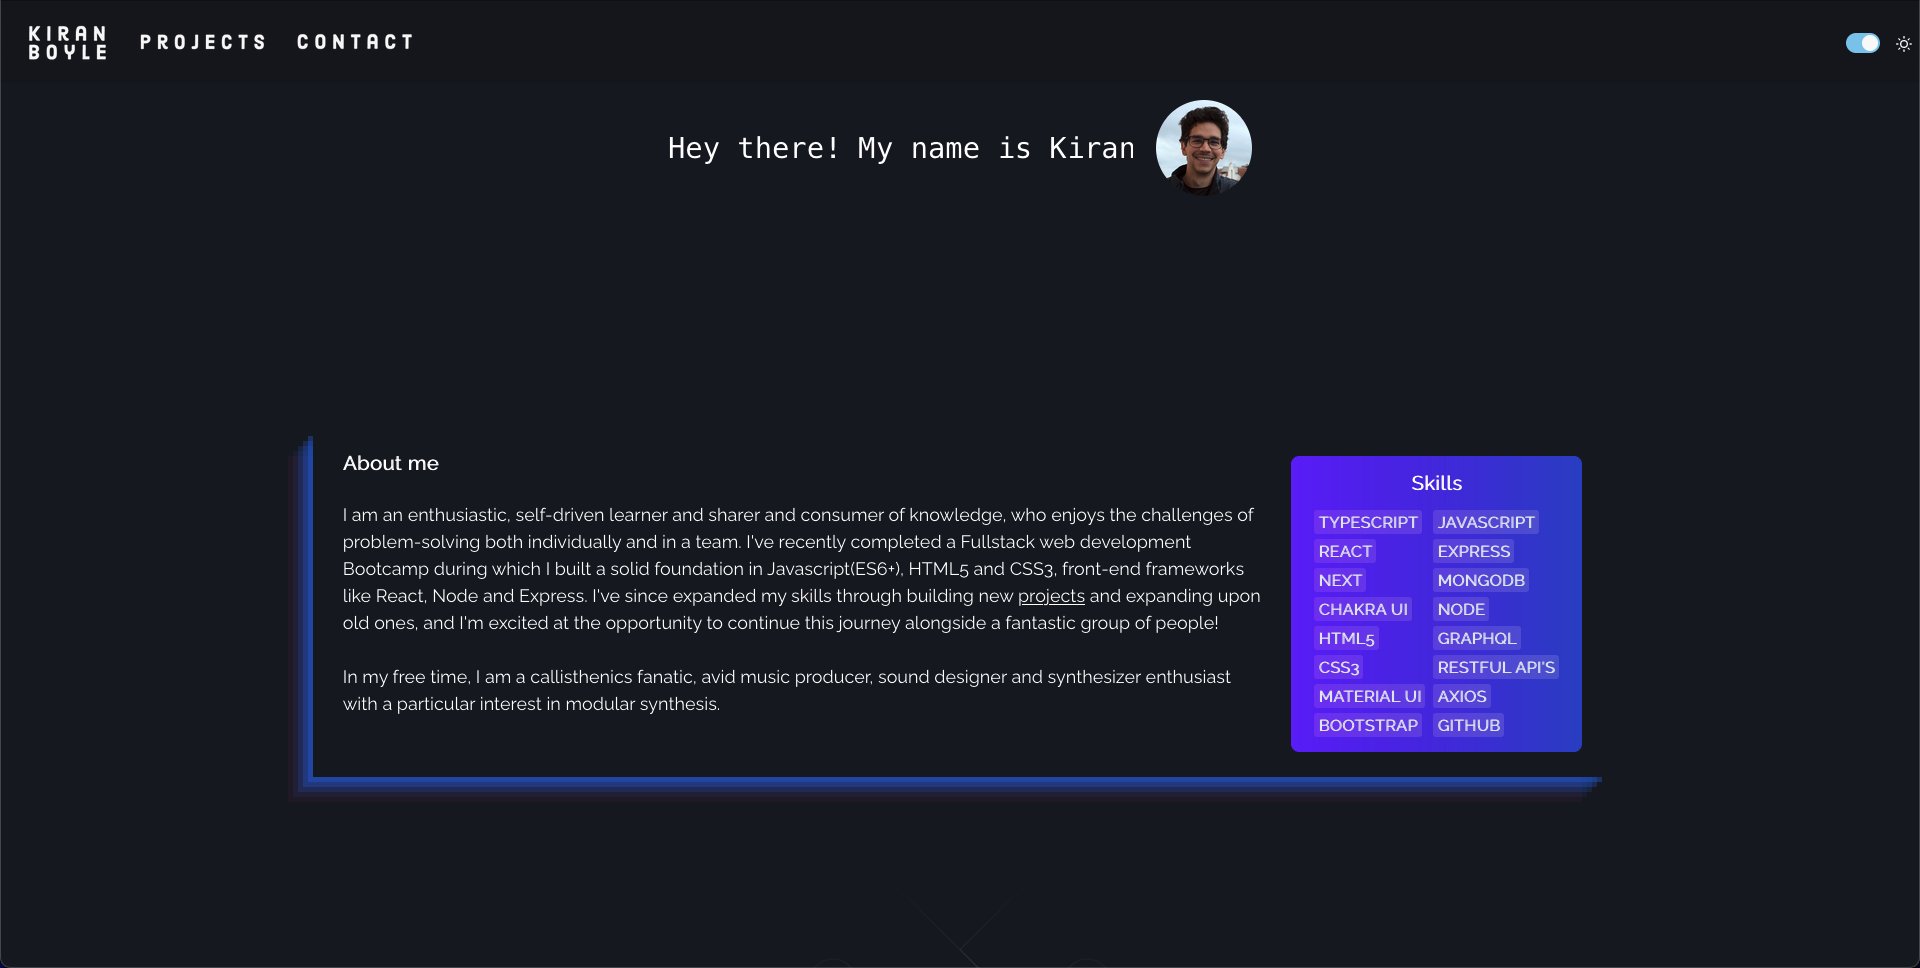 KIRAN
BOYLE
PROJECTS
CONTACT
Hey there! My name is Kiran
About me
I am an enthusiastic, self-driven learner and sharer and consumer of knowledge, who enjoys the challenges of
problem-solving both individually and in a team. I've recently completed a Fullstack web development
Bootcamp during which I built a solid foundation in Javascript(ES6+), HTML5 and CSS3, front-end frameworks
like React, Node and Express. I've since expanded my skills through building new projects and expanding upon
old ones, and I'm excited at the opportunity to continue this journey alongside a fantastic group of people!
In my free time, I am a callisthenics fanatic, avid music producer, sound designer and synthesizer enthusiast
with a particular interest in modular synthesis.
Skills
TYPESCRIPT JAVASCRIPT
REACT EXPRESS
NEXT MONGODB
CHAKRA UI NODE
HTML5 GRAPHQL
CSS3 RESTFUL API'S
MATERIAL UI AXIOS
BOOTSTRAP GITHUB